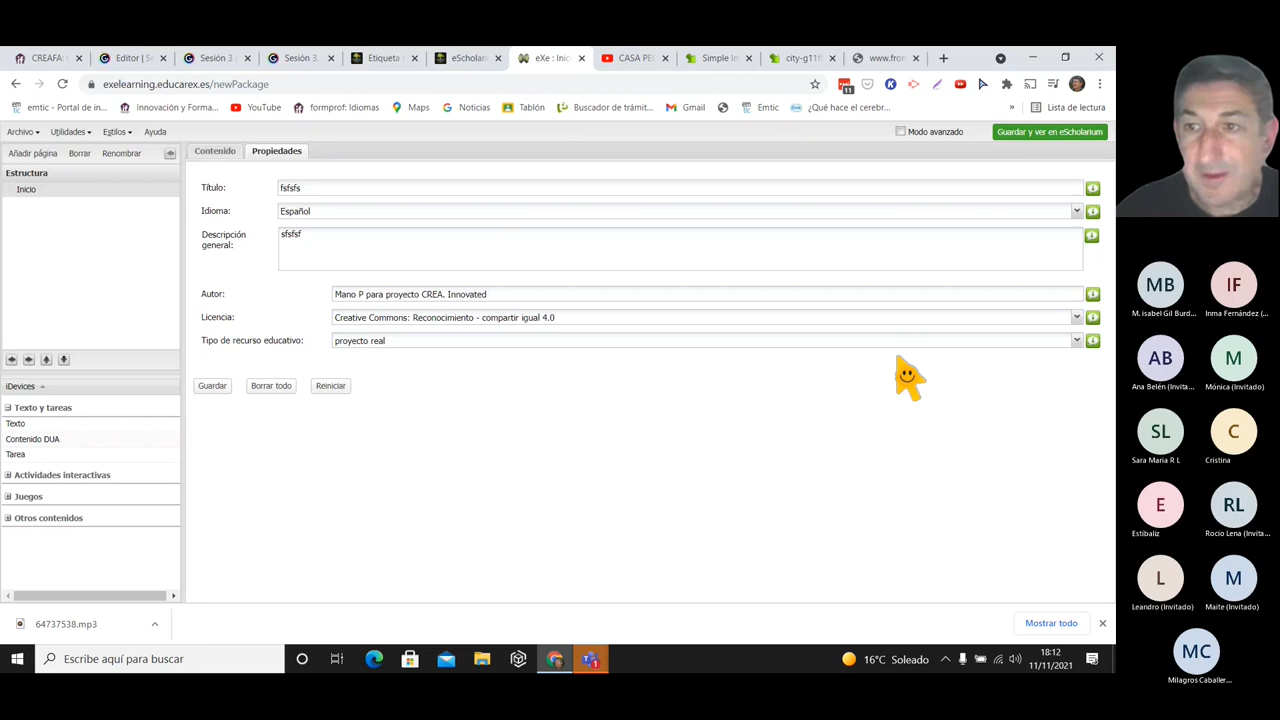 CREAFA:
Editor | Se
Sesión 3.
Sesión 3.
Etiqueta
eScholari
eXe : Inic
CASA PE
Simple In
city-g11f
www.fron
exelearning.educarex.es/newPackage
11
emtic - Portal de in...
Innovación y Forma...
YouTube
formprof: Idiomas
Maps
Noticias
Tablón
Buscador de trámit...
Gmail
Emtic
¿Qué hace el cerebr...
»
Lista de lectura
Archivo
Utilidades
Estilos
Ayuda
Modo avanzado
Guardar y ver en eScholarium
Añadir página
Borrar
Renombrar
Contenido
Propiedades
Estructura
Inicio
Título:
fsfsfs
Idioma:
Español
Descripción
general:
sfsfsf
Autor:
Mano P para proyecto CREA. Innovated
Licencia:
Creative Commons: Reconocimiento - compartir igual 4.0
Tipo de recurso educativo:
proyecto real
Guardar
Borrar todo
Reiniciar
iDevices
Texto y tareas
Texto
Contenido DUA
Tarea
Actividades interactivas
Juegos
Otros contenidos
64737538.mp3
Mostrar todo
Escribe aquí para buscar
16°C Soleado
18:12
11/11/2021
MB
M. isabel Gil Burd...
IF
Inma Fernández...
AB
Ana Belén (Invita...
M
Mónica (Invitado)
SL
Sara Maria R L
C
Cristina
E
Estíbaliz
RL
Rocio Lena (Invita...
L
Leandro (Invitado)
M
Maite (Invitado)
MC
Milagros Caballer...